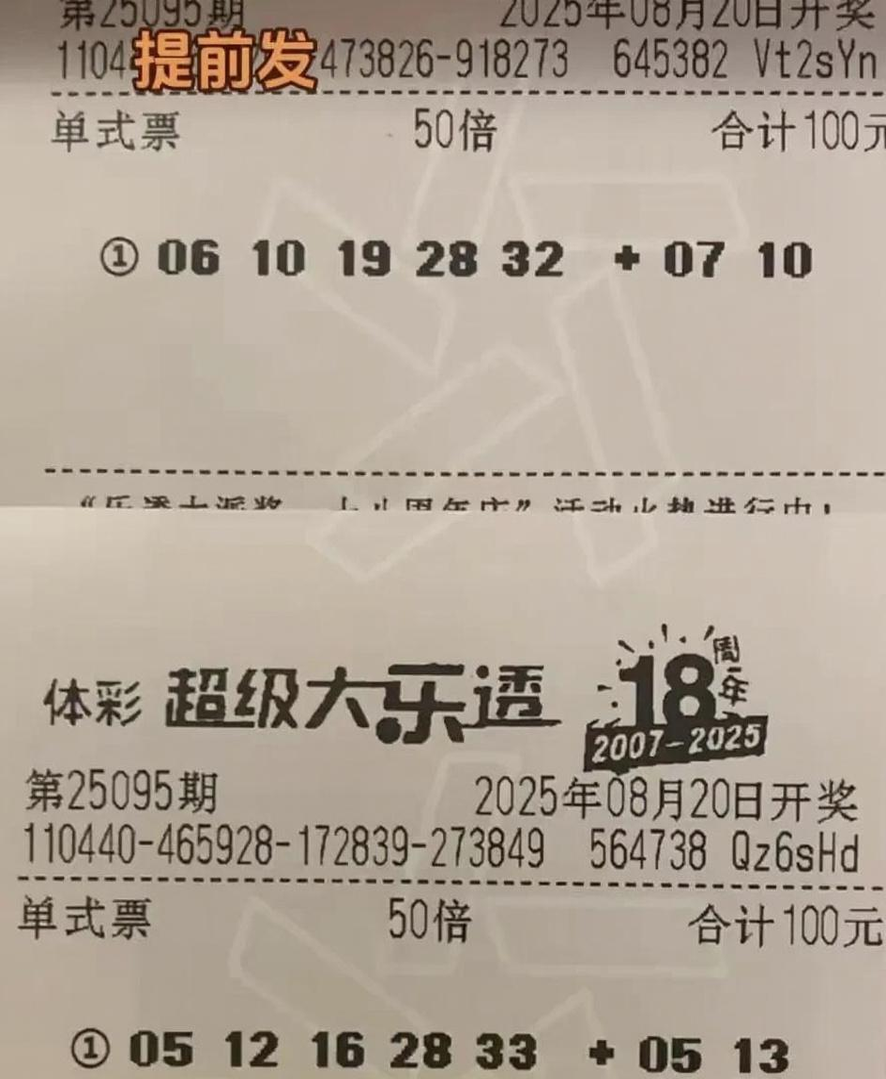 第25095期 2025年08月20日开奖
1104提前发473826-918273 645382 Vt2sYn
单式票 50倍 合计100元
① 06 10 19 28 32 + 07 10
“乐透大派奖 十八周年庆”活动火热进行中！
体彩 超级大乐透 18周年
2007-2025
第25095期 2025年08月20日开奖
110440-465928-172839-273849 564738 Qz6sHd
单式票 50倍 合计100元
① 05 12 16 28 33 + 05 13